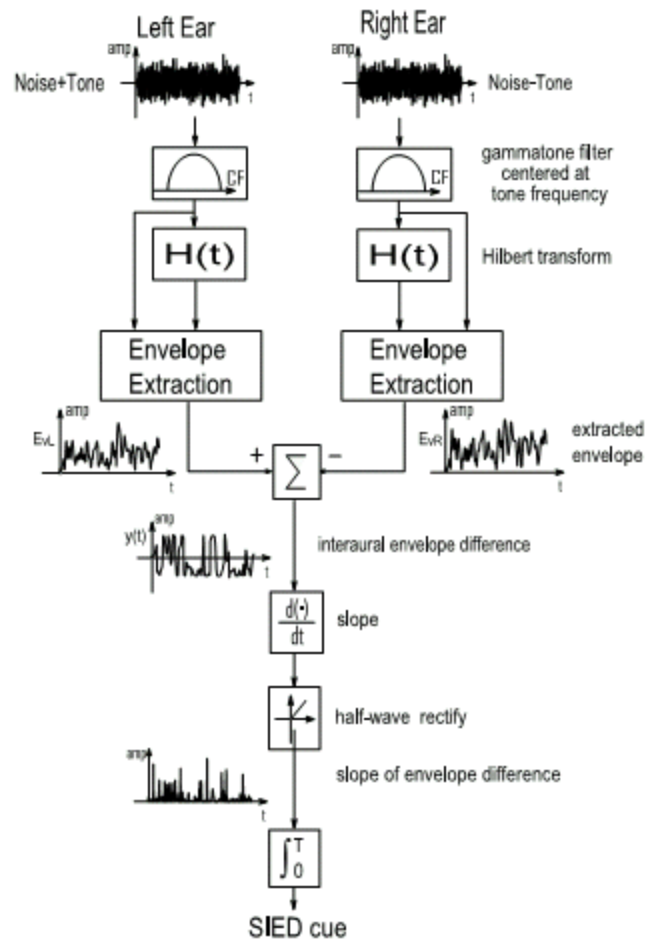 Left Ear
Right Ear
amp
amp
Noise+Tone
t
t
Noise-Tone
CF
CF
gammatone filter
centered at
tone frequency
H(t)
H(t)
Hilbert transform
Envelope
Extraction
Envelope
Extraction
amp
EvL
t
amp
EvR
t
extracted
envelope
+
Σ
−
amp
y(t)
t
interaural envelope difference
d(•)
dt
slope
half-wave rectify
amp
t
slope of envelope difference
∫
T
0
SIED cue